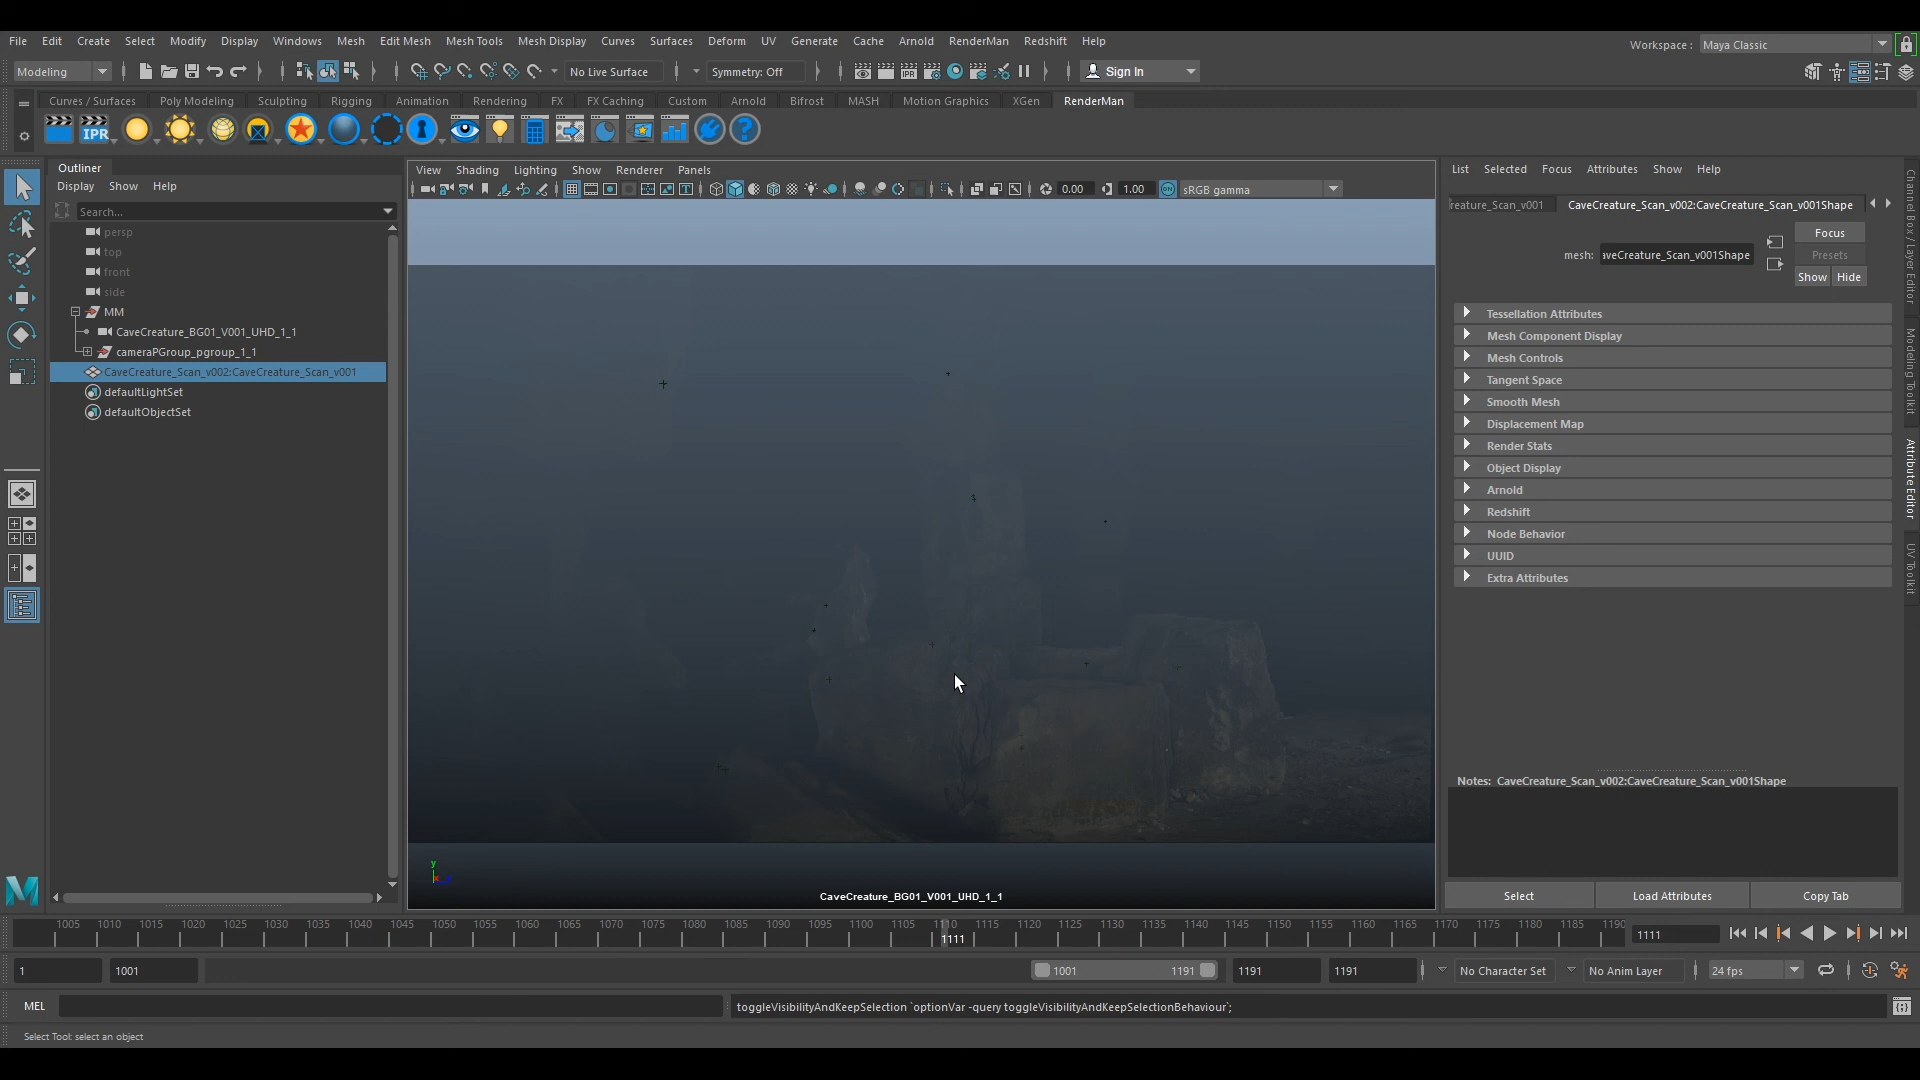 File Edit Create Select Modify Display Windows Mesh Edit Mesh Mesh Tools Mesh Display Curves Surfaces Deform UV Generate Cache Arnold RenderMan Redshift Help
Workspace : Maya Classic
Modeling
No Live Surface
Symmetry: Off
IPR
Sign In
Curves / Surfaces Poly Modeling Sculpting Rigging Animation Rendering FX FX Caching Custom Arnold Bifrost MASH Motion Graphics XGen RenderMan
IPR
Outliner
Display Show Help
Search...
persp
top
front
side
MM
CaveCreature_BG01_V001_UHD_1_1
cameraPGroup_pgroup_1_1
CaveCreature_Scan_v002:CaveCreature_Scan_v001
defaultLightSet
defaultObjectSet
View Shading Lighting Show Renderer Panels
0.00
1.00
ON
sRGB gamma
y
CaveCreature_BG01_V001_UHD_1_1
List Selected Focus Attributes Show Help
reature_Scan_v001
CaveCreature_Scan_v002:CaveCreature_Scan_v001Shape
mesh: aveCreature_Scan_v001Shape
Focus
Presets
Show Hide
Tessellation Attributes
Mesh Component Display
Mesh Controls
Tangent Space
Smooth Mesh
Displacement Map
Render Stats
Object Display
Arnold
Redshift
Node Behavior
UUID
Extra Attributes
Notes: CaveCreature_Scan_v002:CaveCreature_Scan_v001Shape
Select Load Attributes Copy Tab
Channel Box / Layer Editor
Modeling Toolkit
Attribute Editor
UV Toolkit
1005 1010 1015 1020 1025 1030 1035 1040 1045 1050 1055 1060 1065 1070 1075 1080 1085 1090 1095 1100 1105 1110 1115 1120 1125 1130 1135 1140 1145 1150 1155 1160 1165 1170 1175 1180 1185 1190
1111
1111
1
1001
1001
1191
1191
1191
No Character Set
No Anim Layer
24 fps
MEL
toggleVisibilityAndKeepSelection `optionVar -query toggleVisibilityAndKeepSelectionBehaviour`;
Select Tool: select an object